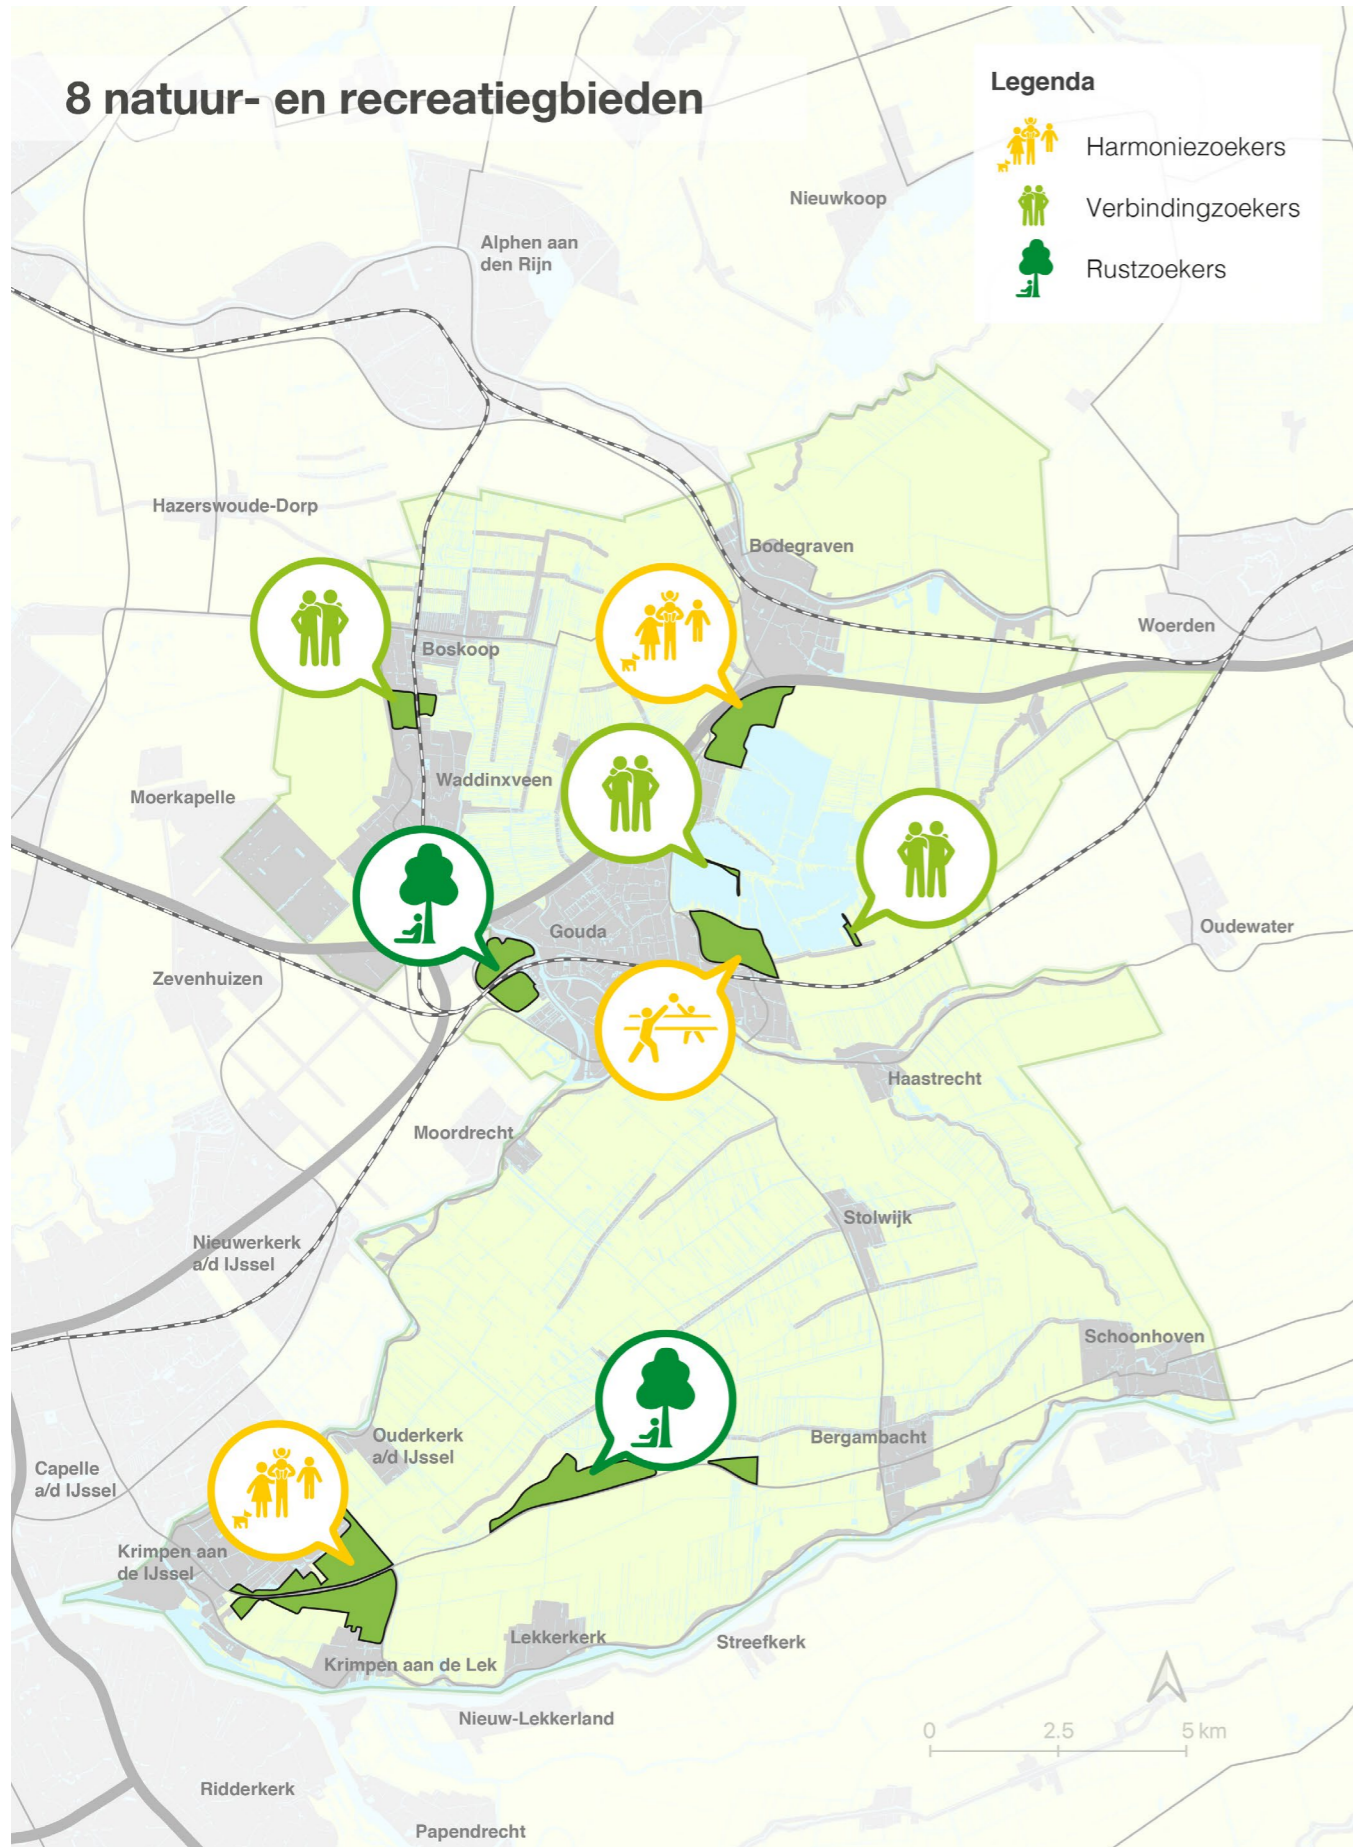 8 natuur- en recreatiegbieden
Legenda
Harmoniezoekers
Verbindingzoekers
Rustzoekers
Nieuwkoop
Alphen aan
den Rijn
Hazerswoude-Dorp
Bodegraven
Woerden
Boskoop
Waddinxveen
Moerkapelle
Gouda
Oudewater
Zevenhuizen
Haastrecht
Moordrecht
Stolwijk
Nieuwerkerk
a/d IJssel
Schoonhoven
Ouderkerk
a/d IJssel
Bergambacht
Capelle
a/d IJssel
Krimpen aan
de IJssel
Lekkerkerk
Streefkerk
Krimpen aan de Lek
Nieuw-Lekkerland
0 2.5 5 km
Ridderkerk
Papendrecht